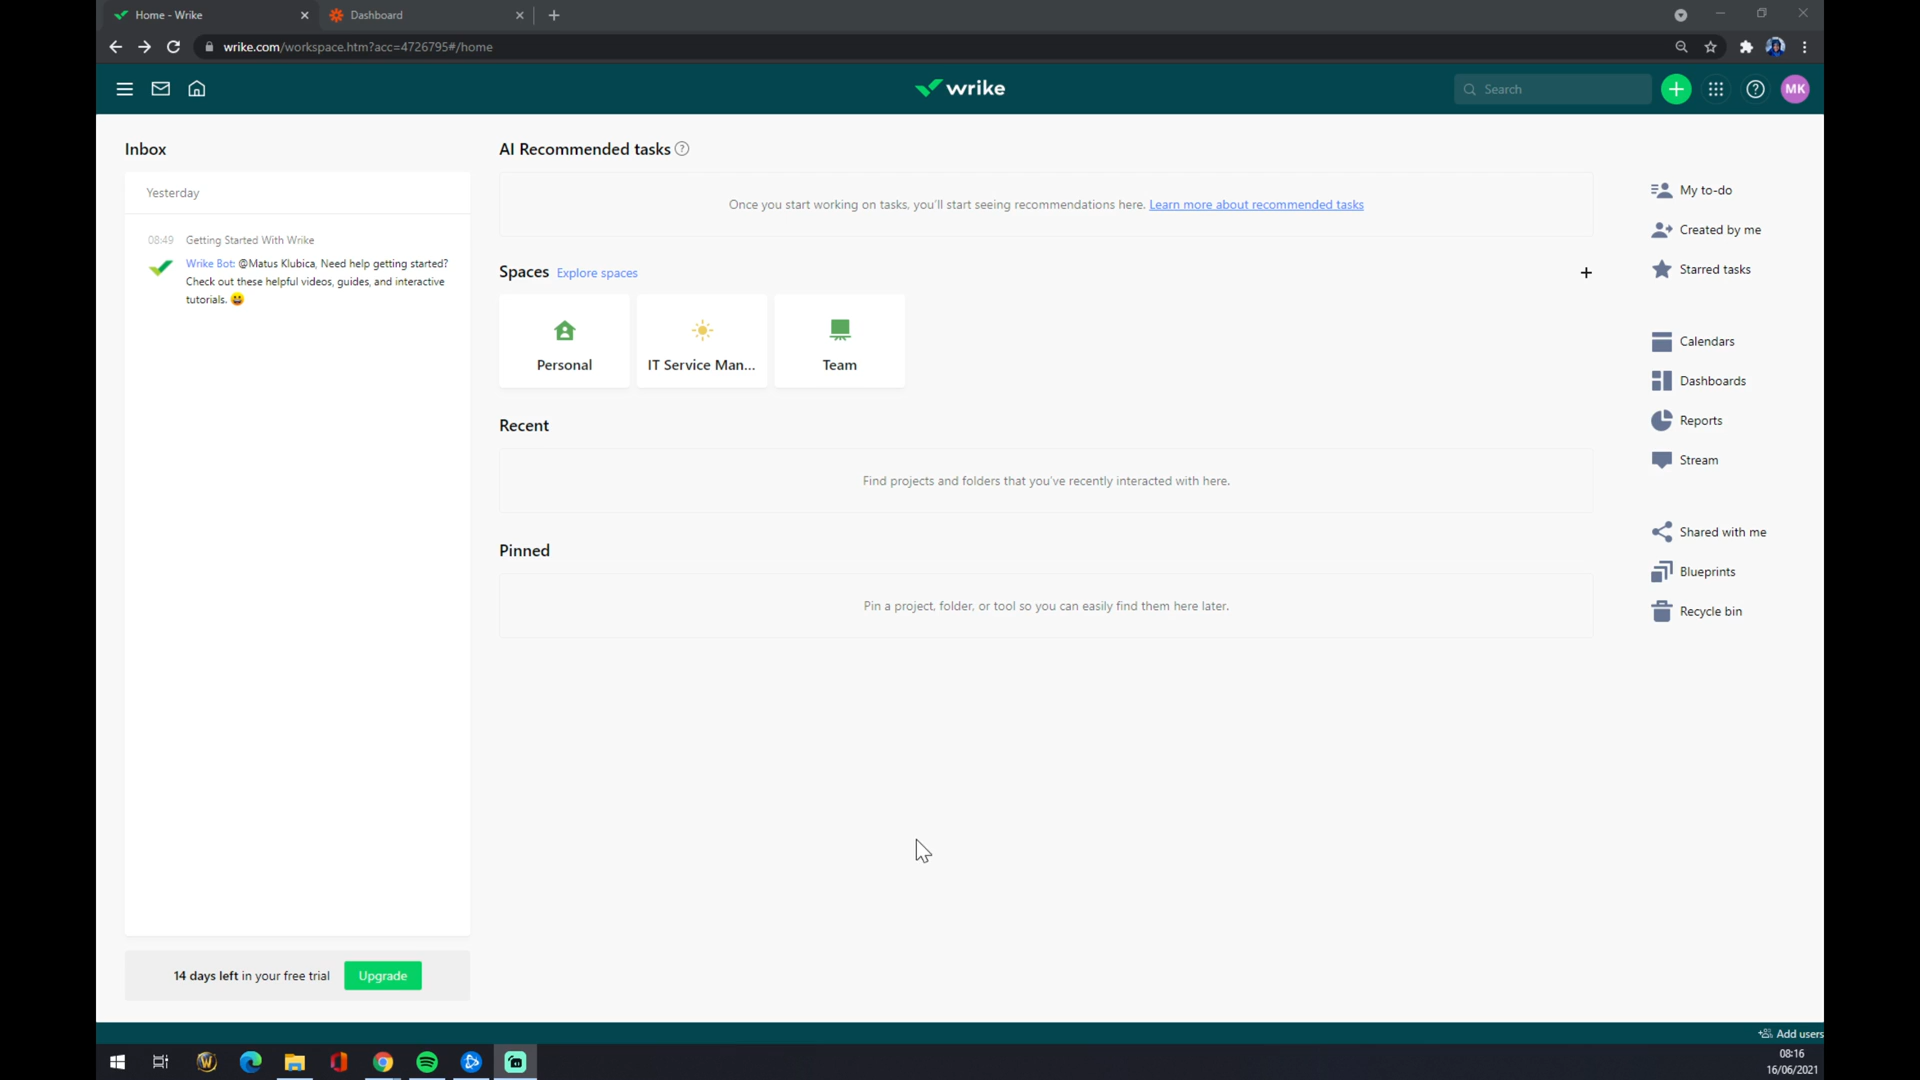 Home - Wrike
Dashboard
wrike.com/workspace.htm?acc=4726795#/home
wrike
Search
MK
Inbox
Yesterday
08:49 Getting Started With Wrike
Wrike Bot: @Matus Klubica, Need help getting started?
Check out these helpful videos, guides, and interactive
tutorials. 😀
14 days left in your free trial
Upgrade
AI Recommended tasks ?
Once you start working on tasks, you'll start seeing recommendations here. Learn more about recommended tasks
Spaces Explore spaces
Personal
IT Service Man...
Team
Recent
Find projects and folders that you've recently interacted with here.
Pinned
Pin a project, folder, or tool so you can easily find them here later.
My to-do
Created by me
Starred tasks
Calendars
Dashboards
Reports
Stream
Shared with me
Blueprints
Recycle bin
Add users
08:16
16/06/2021